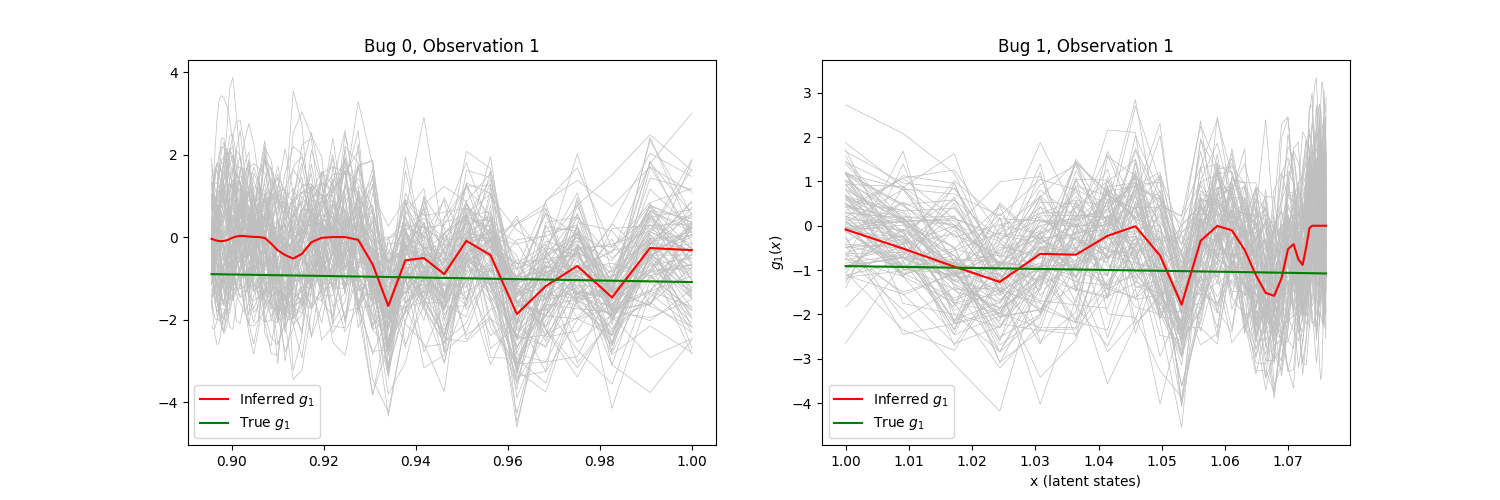 Bug 0, Observation 1
4
2
0
−2
−4
0.90 0.92 0.94 0.96 0.98 1.00
Inferred g₁
True g₁
Bug 1, Observation 1
3
2
1
0
−1
−2
−3
−4
g₁(x)
1.00 1.01 1.02 1.03 1.04 1.05 1.06 1.07
x (latent states)
Inferred g₁
True g₁